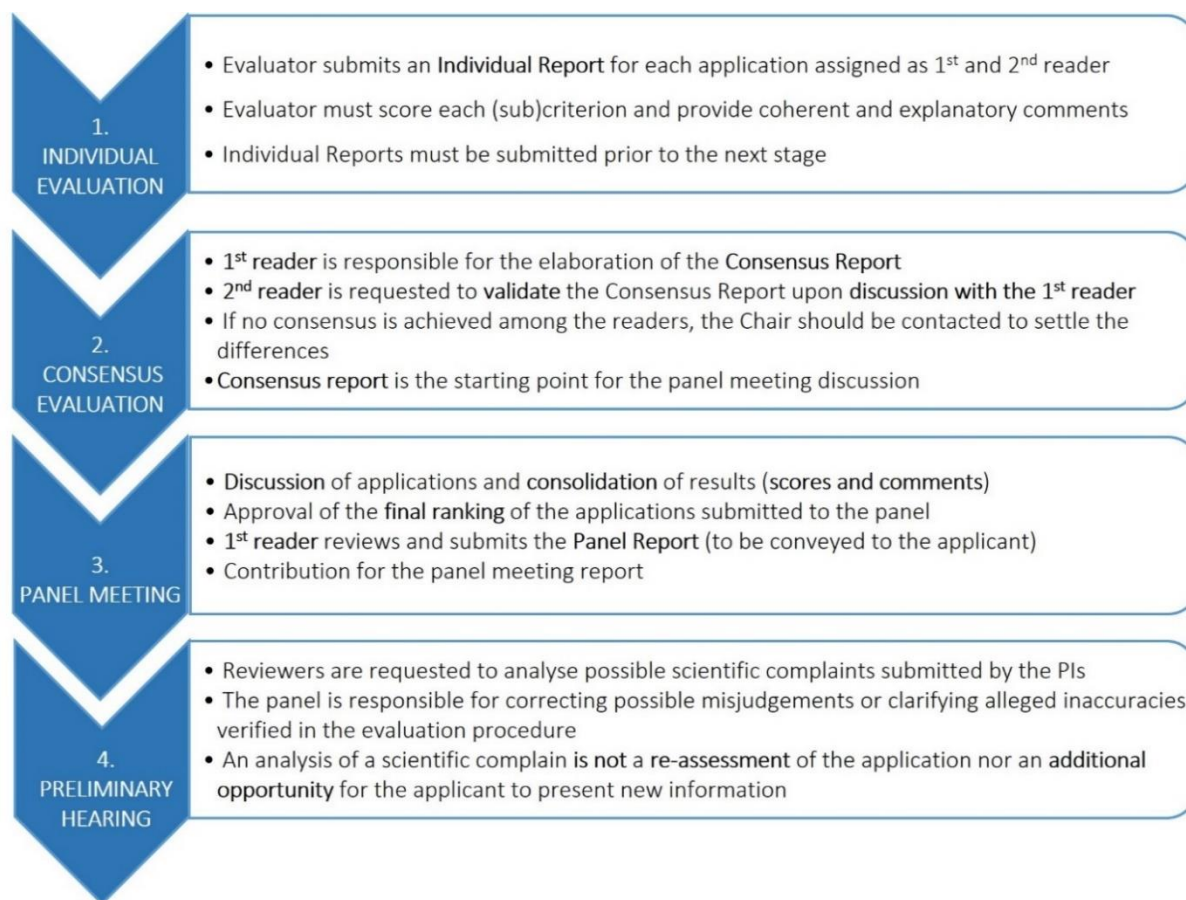 1.
INDIVIDUAL
EVALUATION
• Evaluator submits an Individual Report for each application assigned as 1st and 2nd reader
• Evaluator must score each (sub)criterion and provide coherent and explanatory comments
• Individual Reports must be submitted prior to the next stage
2.
CONSENSUS
EVALUATION
• 1st reader is responsible for the elaboration of the Consensus Report
• 2nd reader is requested to validate the Consensus Report upon discussion with the 1st reader
• If no consensus is achieved among the readers, the Chair should be contacted to settle the
differences
•Consensus report is the starting point for the panel meeting discussion
3.
PANEL MEETING
• Discussion of applications and consolidation of results (scores and comments)
• Approval of the final ranking of the applications submitted to the panel
• 1st reader reviews and submits the Panel Report (to be conveyed to the applicant)
• Contribution for the panel meeting report
4.
PRELIMINARY
HEARING
• Reviewers are requested to analyse possible scientific complaints submitted by the PIs
• The panel is responsible for correcting possible misjudgements or clarifying alleged inaccuracies
verified in the evaluation procedure
• An analysis of a scientific complain is not a re-assessment of the application nor an additional
opportunity for the applicant to present new information